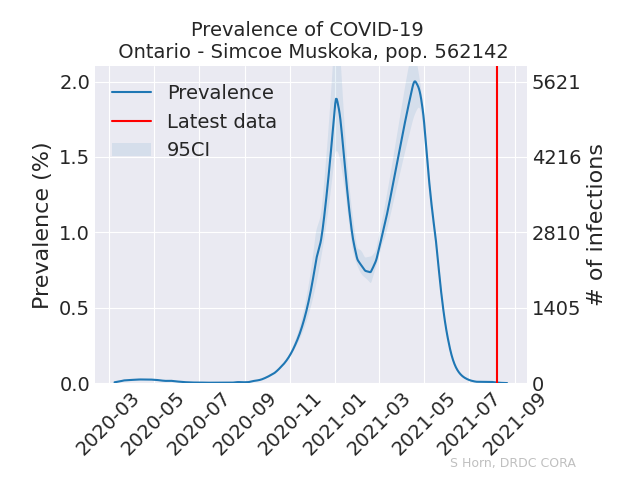 Prevalence of COVID-19
Ontario - Simcoe Muskoka, pop. 562142
Prevalence
Latest data
95CI
Prevalence (%)
2.0
1.5
1.0
0.5
0.0
5621
4216
2810
1405
0
# of infections
2020-03
2020-05
2020-07
2020-09
2020-11
2021-01
2021-03
2021-05
2021-07
2021-09
S Horn, DRDC CORA